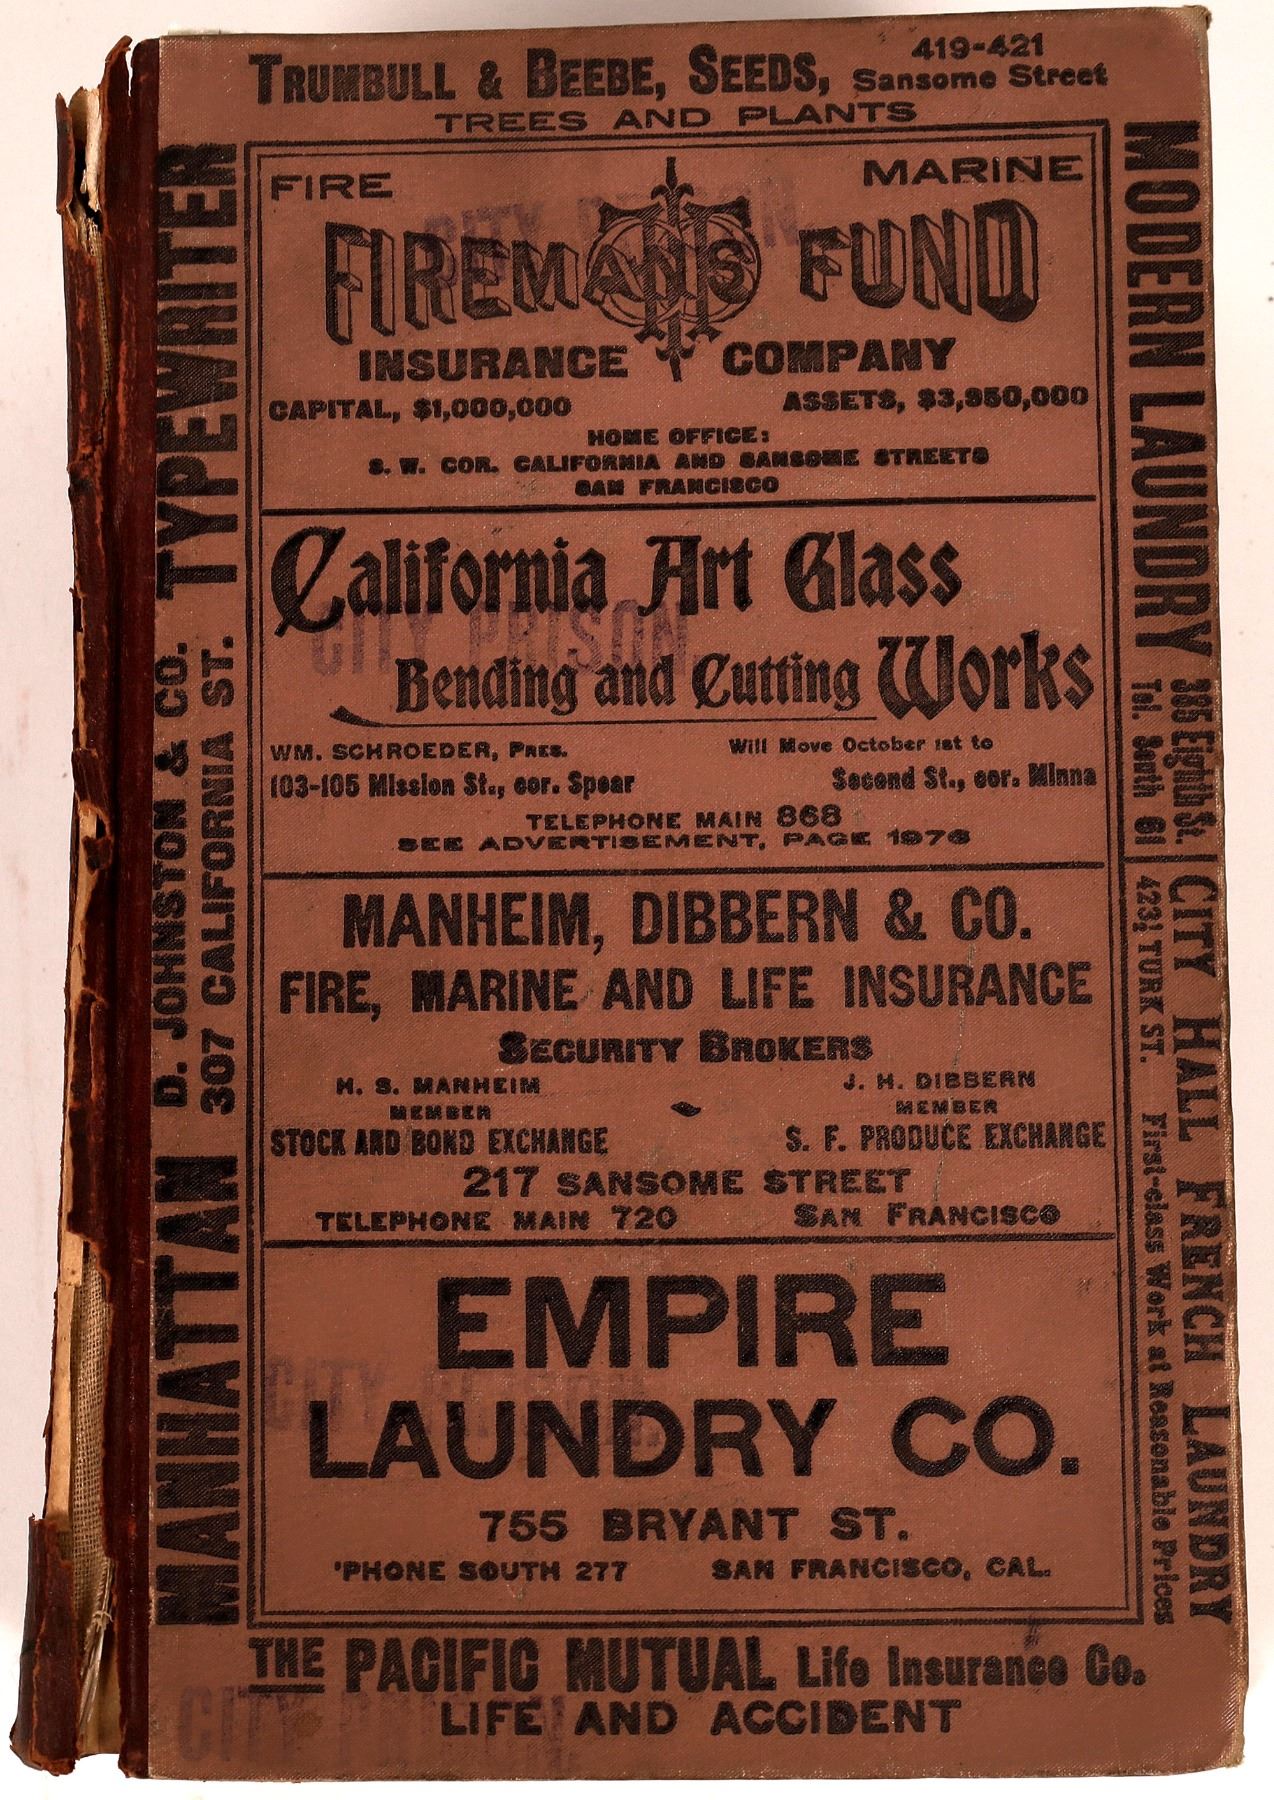 TRUMBULL & BEEBE, SEEDS, 419-421 Sansome Street
TREES AND PLANTS
MANHATTAN TYPEWRITER
D. JOHNSTON & CO.
307 CALIFORNIA ST.
FIRE MARINE
FIREMAN'S FUND
INSURANCE COMPANY
CAPITAL, $1,000,000 ASSETS, $3,950,000
HOME OFFICE:
S. W. COR. CALIFORNIA AND SANSOME STREETS
SAN FRANCISCO
CITY PRISON
California Art Glass
CITY PRISON.
Bending and Cutting Works
WM. SCHROEDER, PRES. Will Move October 1st to
103-105 Mission St., cor. Spear Second St., cor. Minna
TELEPHONE MAIN 868
SEE ADVERTISEMENT, PAGE 1976
MANHEIM, DIBBERN & CO.
FIRE, MARINE AND LIFE INSURANCE
SECURITY BROKERS
H. S. MANHEIM J. H. DIBBERN
MEMBER MEMBER
STOCK AND BOND EXCHANGE S. F. PRODUCE EXCHANGE
217 SANSOME STREET
TELEPHONE MAIN 720 SAN FRANCISCO
EMPIRE
CITY PRISON.
LAUNDRY CO.
755 BRYANT ST.
'PHONE SOUTH 277 SAN FRANCISCO, CAL.
MODERN LAUNDRY
385 Eighth St.
Tel. South 61
CITY HALL FRENCH LAUNDRY
423½ TURK ST. First-class Work at Reasonable Prices
THE PACIFIC MUTUAL Life Insurance Co.
LIFE AND ACCIDENT
CITY PRISON.